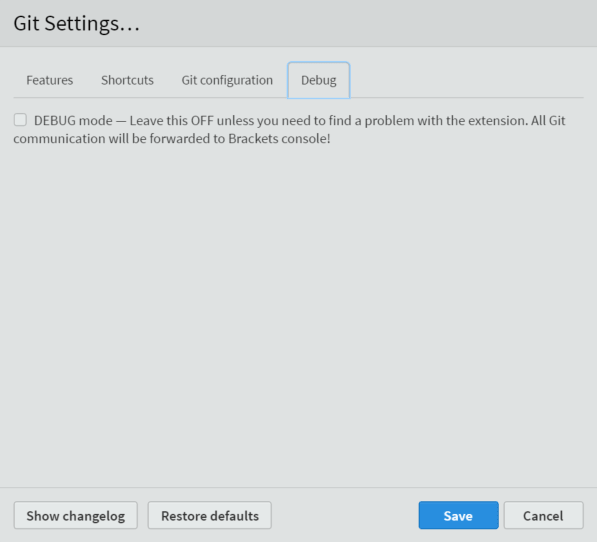 Git Settings...
Features Shortcuts Git configuration Debug
DEBUG mode — Leave this OFF unless you need to find a problem with the extension. All Git
communication will be forwarded to Brackets console!
Show changelog Restore defaults Save Cancel